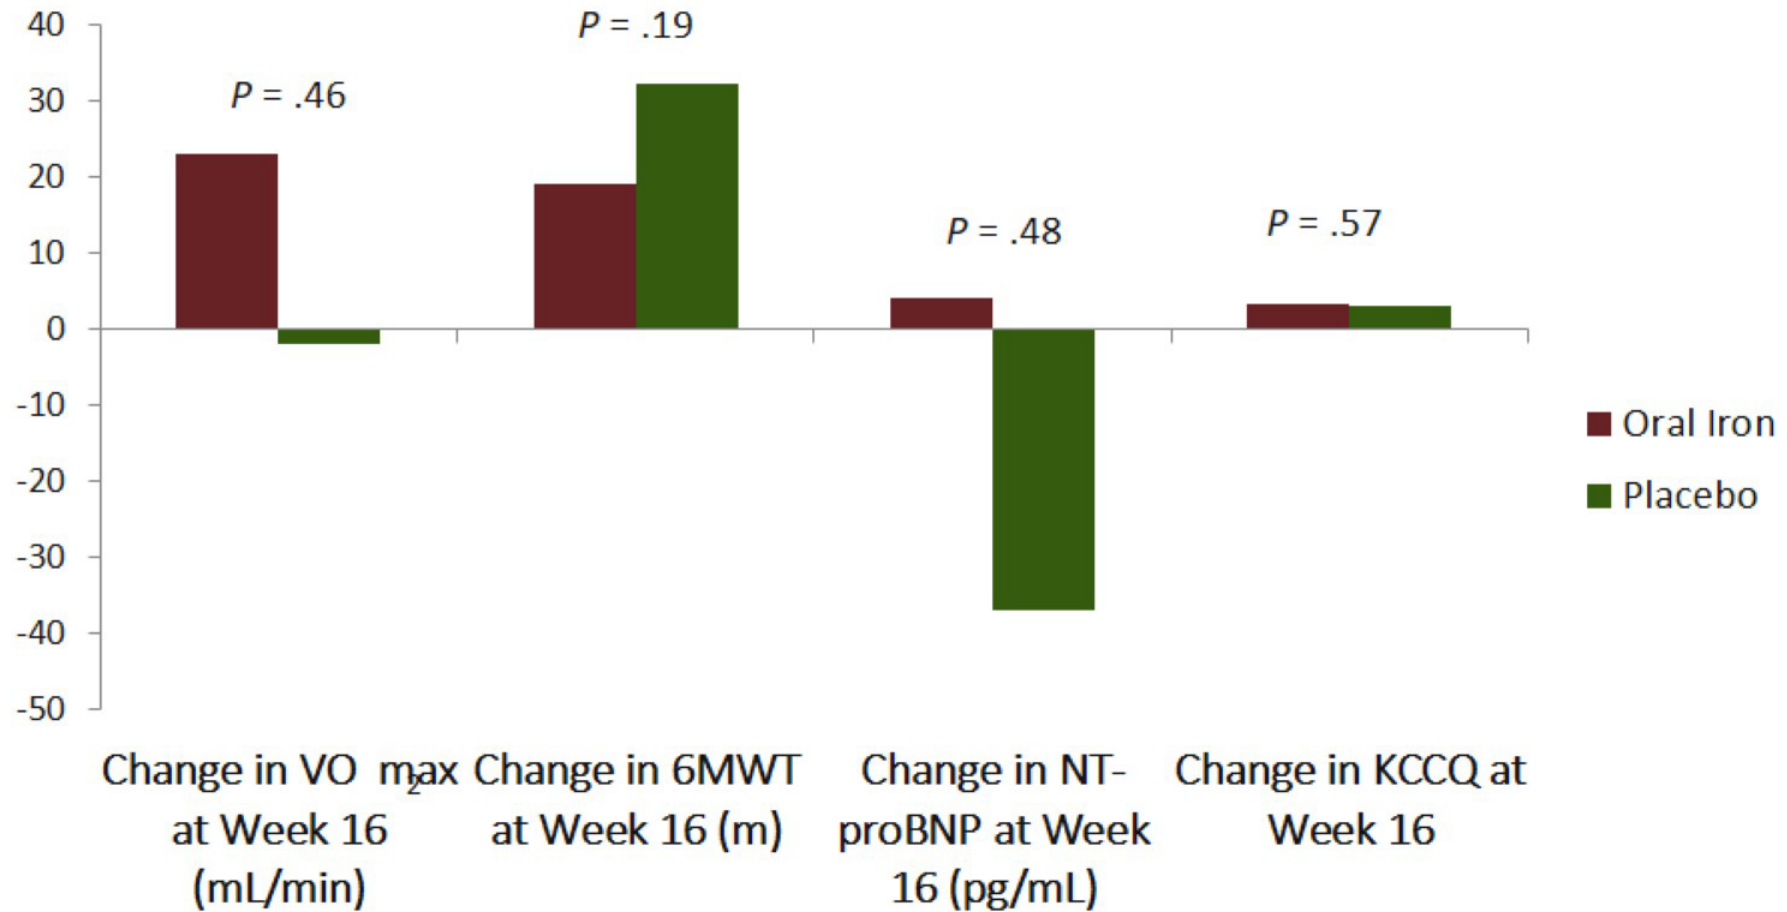 40
P = .19
30
P = .46
20
P = .48
P = .57
10
0
-10
Oral Iron
-20
Placebo
-30
-40
-50
Change in VO₂ max
at Week 16
(mL/min)
Change in 6MWT
at Week 16 (m)
Change in NT-
proBNP at Week
16 (pg/mL)
Change in KCCQ at
Week 16